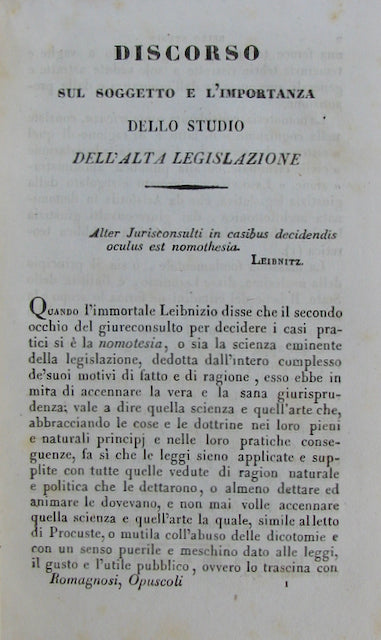 DISCORSO
SUL SOGGETTO E L'IMPORTANZA
DELLO STUDIO
DELL'ALTA LEGISLAZIONE
Alter Jurisconsulti in casibus decidendis
oculus est nomothesia.
LEIBNITZ.
QUANDO l'immortale Leibnizio disse che il secondo
occhio del giureconsulto per decidere i casi pra-
tici si è la nomotesia, o sia la scienza eminente
della legislazione, dedotta dall'intero complesso
de'suoi motivi di fatto e di ragione, esso ebbe in
mira di accennare la vera e la sana giurispru-
denza; vale a dire quella scienza e quell'arte che,
abbracciando le cose e le dottrine nei loro pieni
e naturali principj e nelle loro pratiche conse-
guenze, fa sì che le leggi sieno applicate e sup-
plite con tutte quelle vedute di ragion naturale
e politica che le dettarono, o almeno dettare ed
animare le dovevano, e non mai volle accennare
quella scienza e quell'arte la quale, simile al letto
di Procuste, o mutila coll'abuso delle dicotomie e
con un senso puerile e meschino dato alle leggi,
il gusto e l'utile pubblico, ovvero lo trascina con
Romagnosi, Opuscoli 1